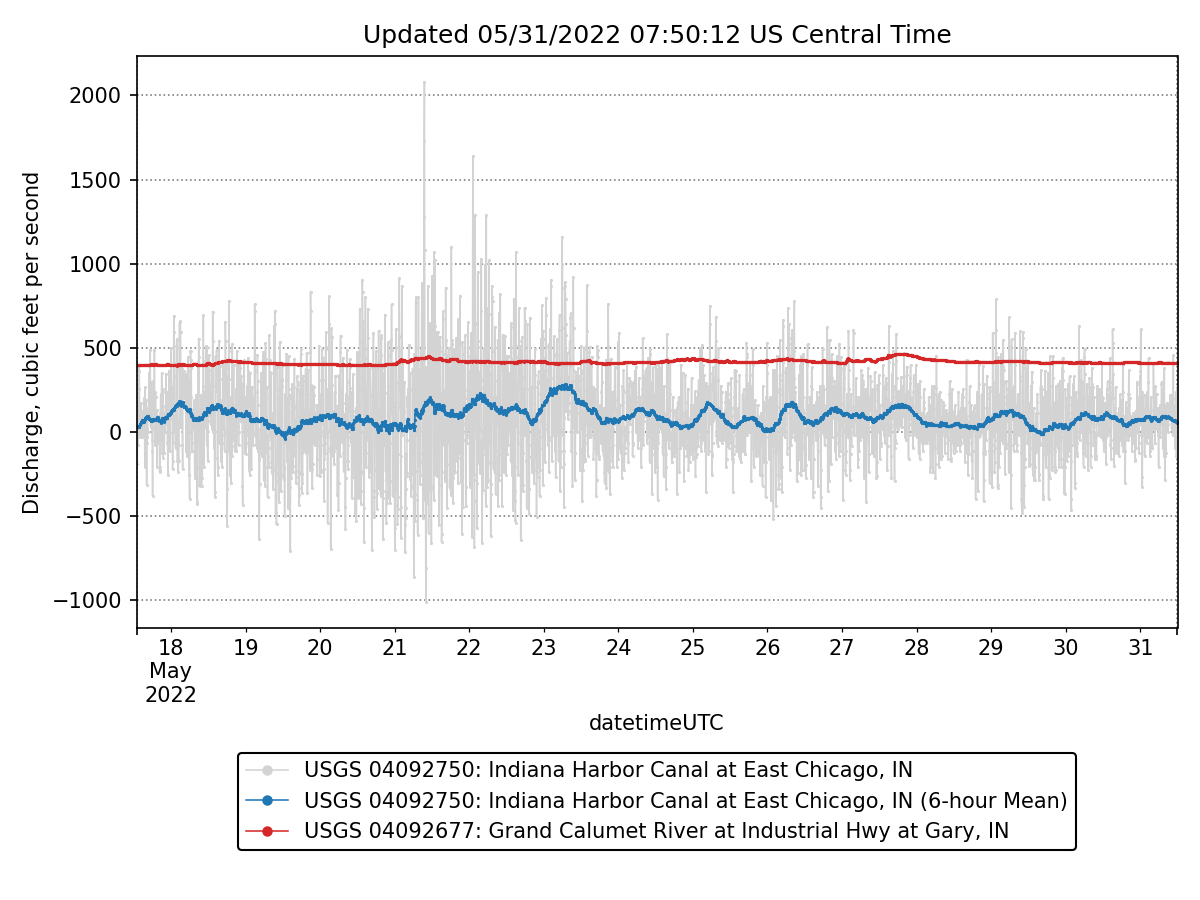 Updated 05/31/2022 07:50:12 US Central Time
Discharge, cubic feet per second
2000
1500
1000
500
0
−500
−1000
18 19 20 21 22 23 24 25 26 27 28 29 30 31
May
2022
datetimeUTC
USGS 04092750: Indiana Harbor Canal at East Chicago, IN
USGS 04092750: Indiana Harbor Canal at East Chicago, IN (6-hour Mean)
USGS 04092677: Grand Calumet River at Industrial Hwy at Gary, IN